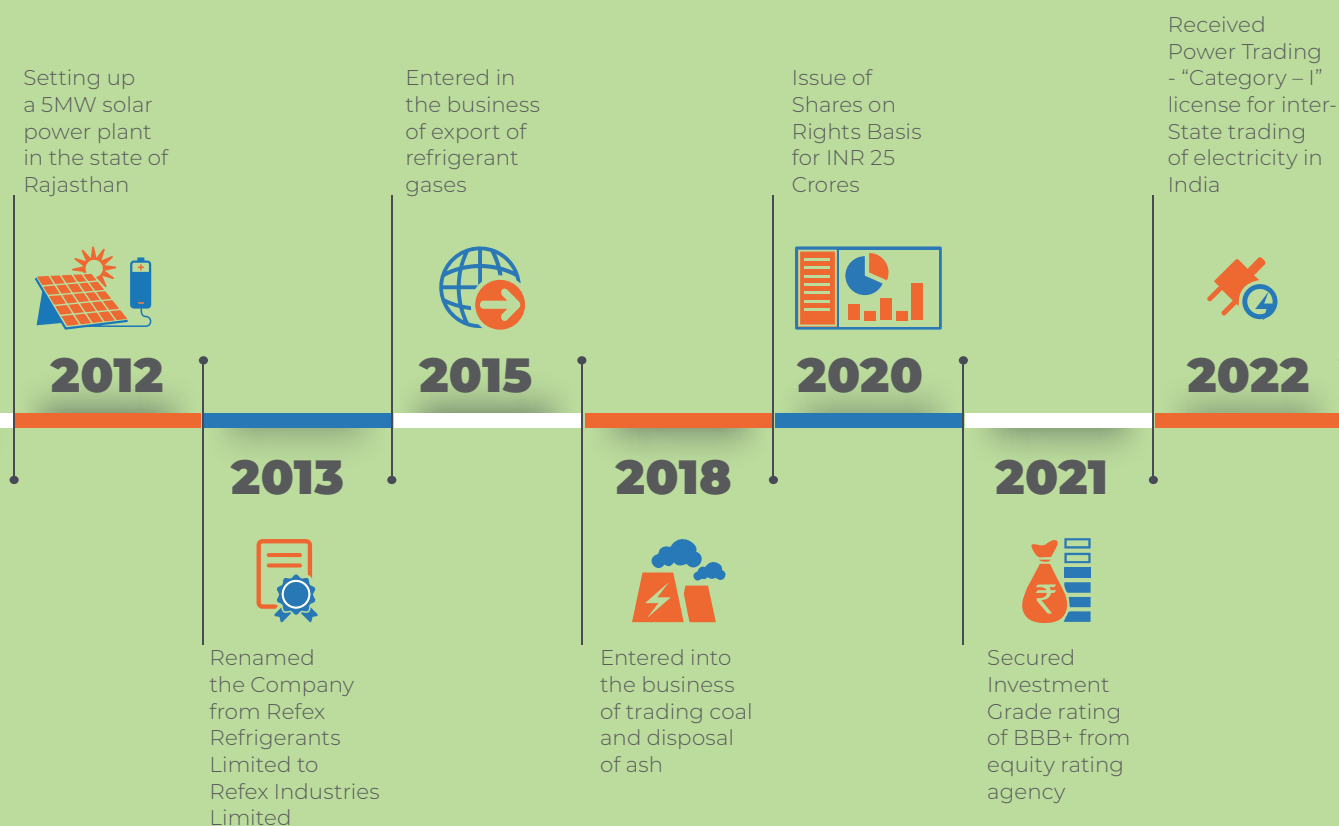 Setting up
a 5MW solar
power plant
in the state of
Rajasthan
2012
2013
Renamed
the Company
from Refex
Refrigerants
Limited to
Refex Industries
Limited
Entered in
the business
of export of
refrigerant
gases
2015
2018
Entered into
the business
of trading coal
and disposal
of ash
Issue of
Shares on
Rights Basis
for INR 25
Crores
2020
2021
₹
Secured
Investment
Grade rating
of BBB+ from
equity rating
agency
Received
Power Trading
- “Category – I”
license for inter-
State trading
of electricity in
India
2022